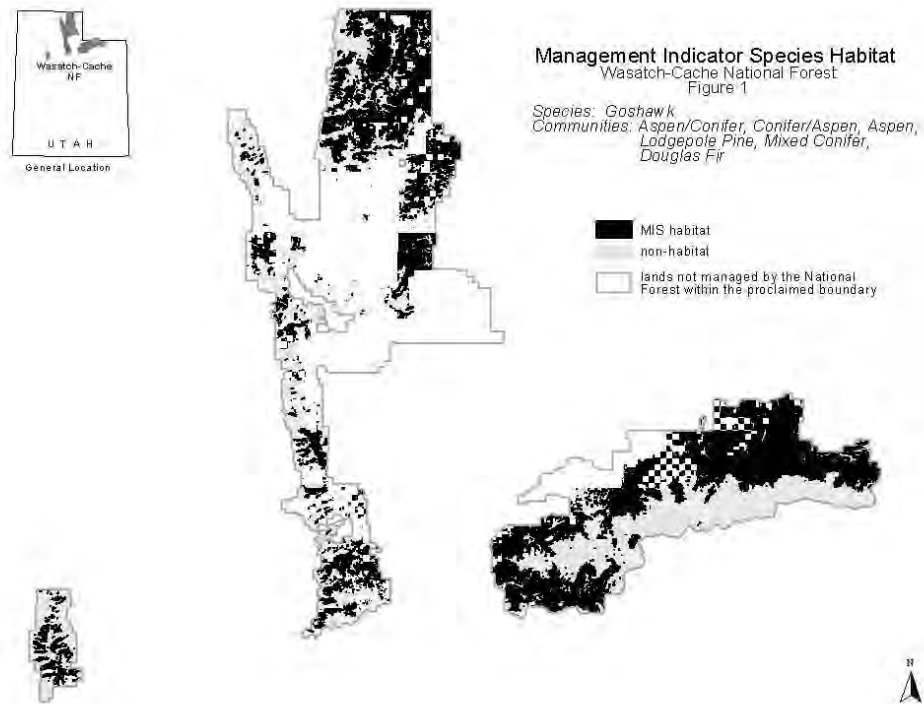 Wasatch-Cache
NF
UTAH
General Location
Management Indicator Species Habitat
Wasatch-Cache National Forest
Figure 1
Species: Goshawk
Communities: Aspen/Conifer, Conifer/Aspen, Aspen,
Lodgepole Pine, Mixed Conifer,
Douglas Fir
MIS habitat
non-habitat
lands not managed by the National
Forest within the proclaimed boundary
N